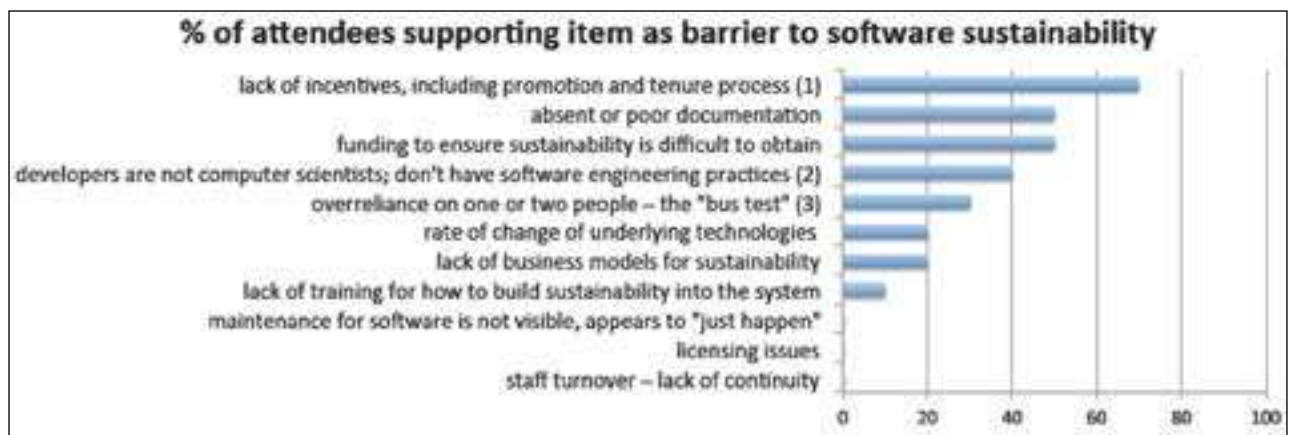 % of attendees supporting item as barrier to software sustainability
lack of incentives, including promotion and tenure process (1)
absent or poor documentation
funding to ensure sustainability is difficult to obtain
developers are not computer scientists; don't have software engineering practices (2)
overreliance on one or two people – the "bus test" (3)
rate of change of underlying technologies
lack of business models for sustainability
lack of training for how to build sustainability into the system
maintenance for software is not visible, appears to "just happen"
licensing issues
staff turnover – lack of continuity
0 20 40 60 80 100